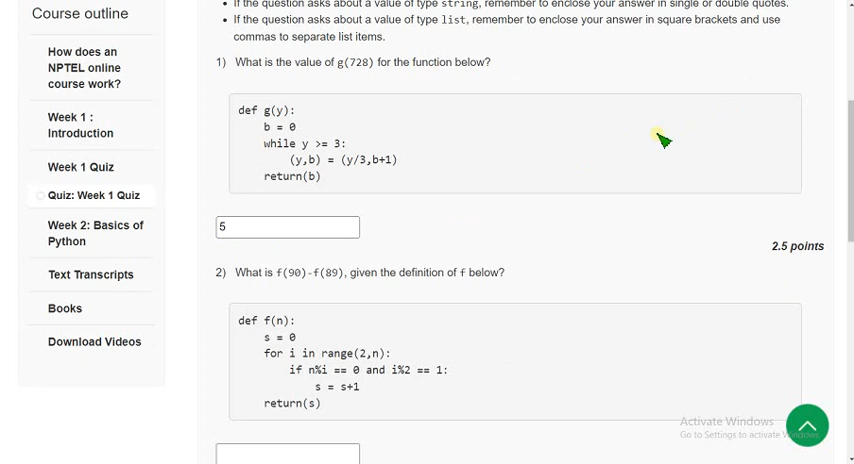 Course outline
How does an
NPTEL online
course work?
Week 1 :
Introduction
Week 1 Quiz
Quiz: Week 1 Quiz
Week 2: Basics of
Python
Text Transcripts
Books
Download Videos
If the question asks about a value of type string, remember to enclose your answer in single or double quotes.
If the question asks about a value of type list, remember to enclose your answer in square brackets and use
commas to separate list items.
1) What is the value of g(728) for the function below?
def g(y):
b = 0
while y >= 3:
(y,b) = (y/3,b+1)
return(b)
5
2.5 points
2) What is f(90)-f(89), given the definition of f below?
def f(n):
s = 0
for i in range(2,n):
if n%i == 0 and i%2 == 1:
s = s+1
return(s)
Activate Windows
Go to Settings to activate Windows.